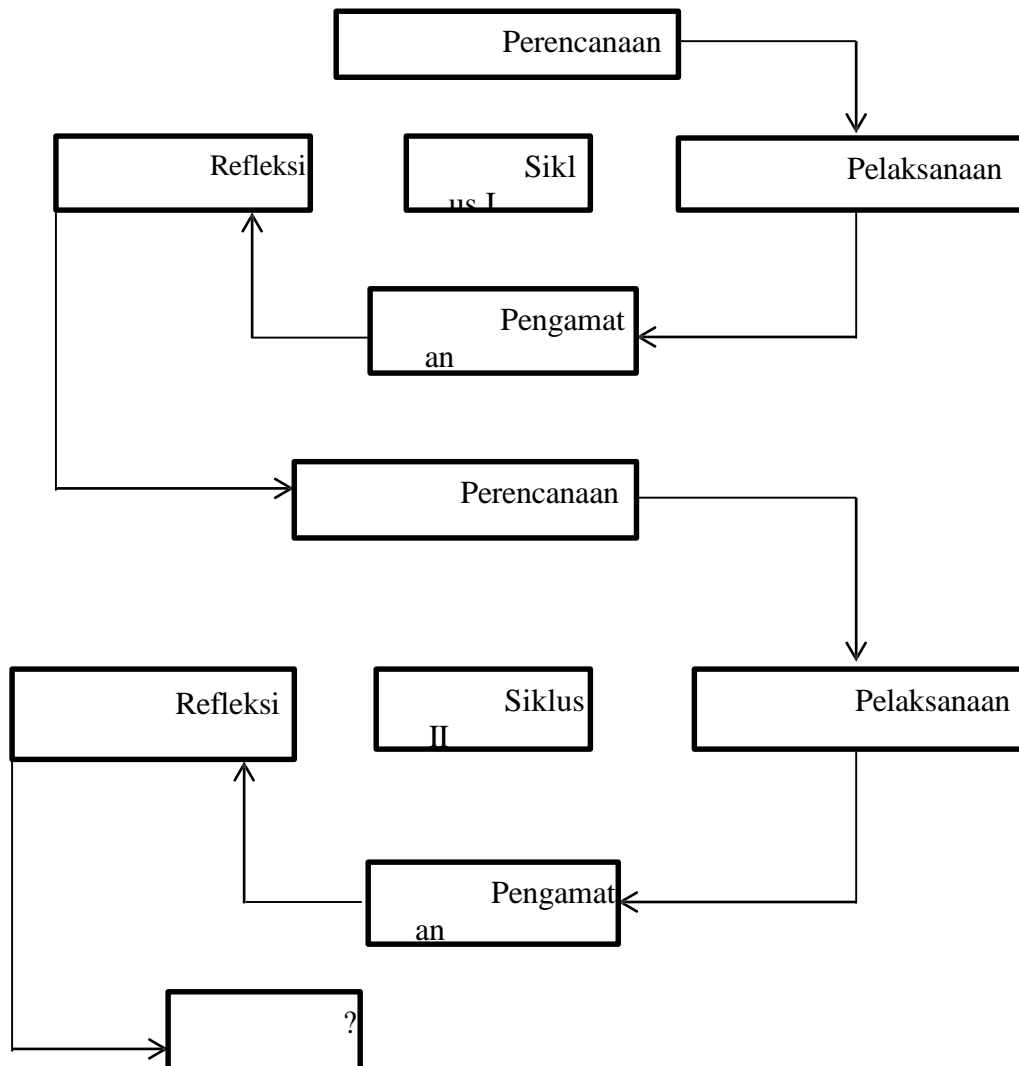 Perencanaan
Refleksi
Sikl
us I
Pelaksanaan
Pengamat
an
Perencanaan
Refleksi
Siklus
II
Pelaksanaan
Pengamat
an
?